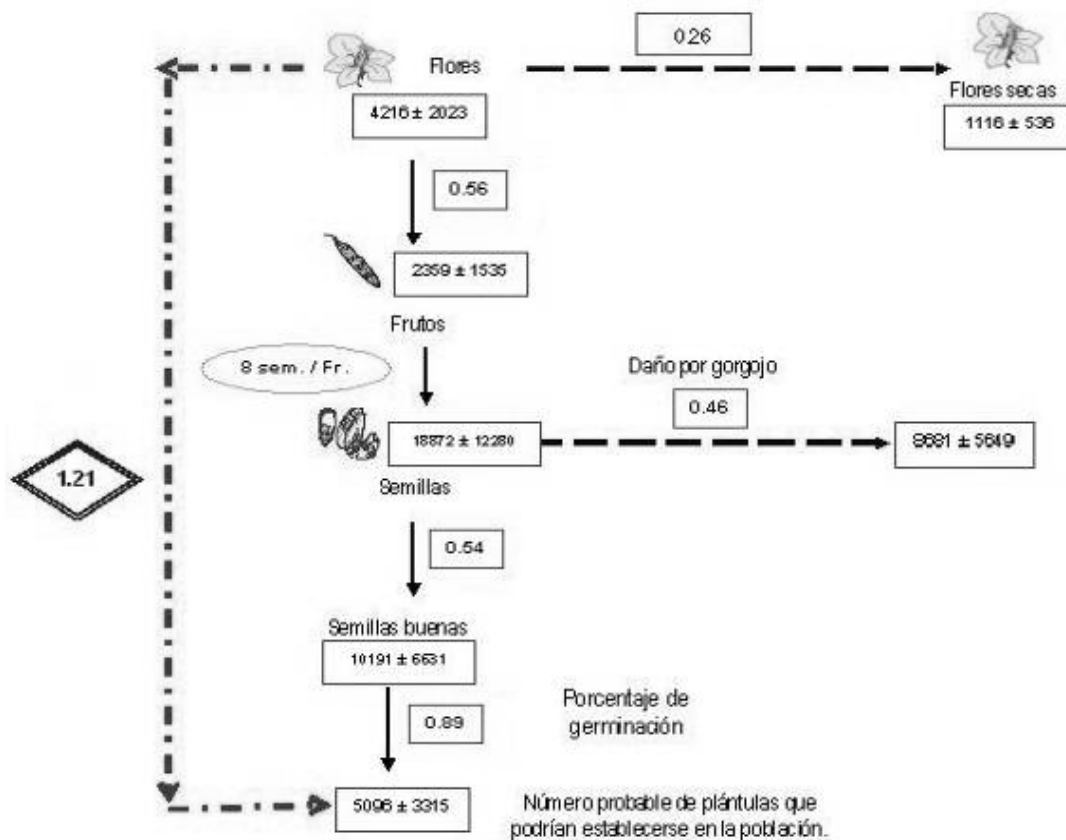 0.26
Flores
Flores secas
4216 ± 2023
1116 ± 536
0.56
2359 ± 1535
Frutos
8 sem. / Fr.
Daño por gorgojo
0.46
18872 ± 12280
8681 ± 5649
1.21
Semillas
0.54
Semillas buenas
10191 ± 6631
Porcentaje de
germinación
0.89
5096 ± 3315
Número probable de plántulas que
podrían establecerse en la población.